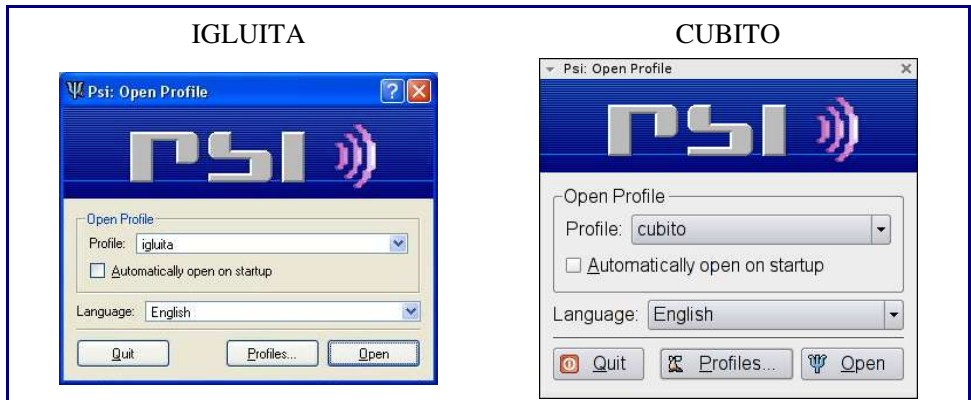 IGLUITA
Psi: Open Profile
PSI
Open Profile
Profile: igluita
Automatically open on startup
Language: English
Quit Profiles... Open
CUBITO
Psi: Open Profile
PSI
Open Profile
Profile: cubito
Automatically open on startup
Language: English
Quit Profiles... Open